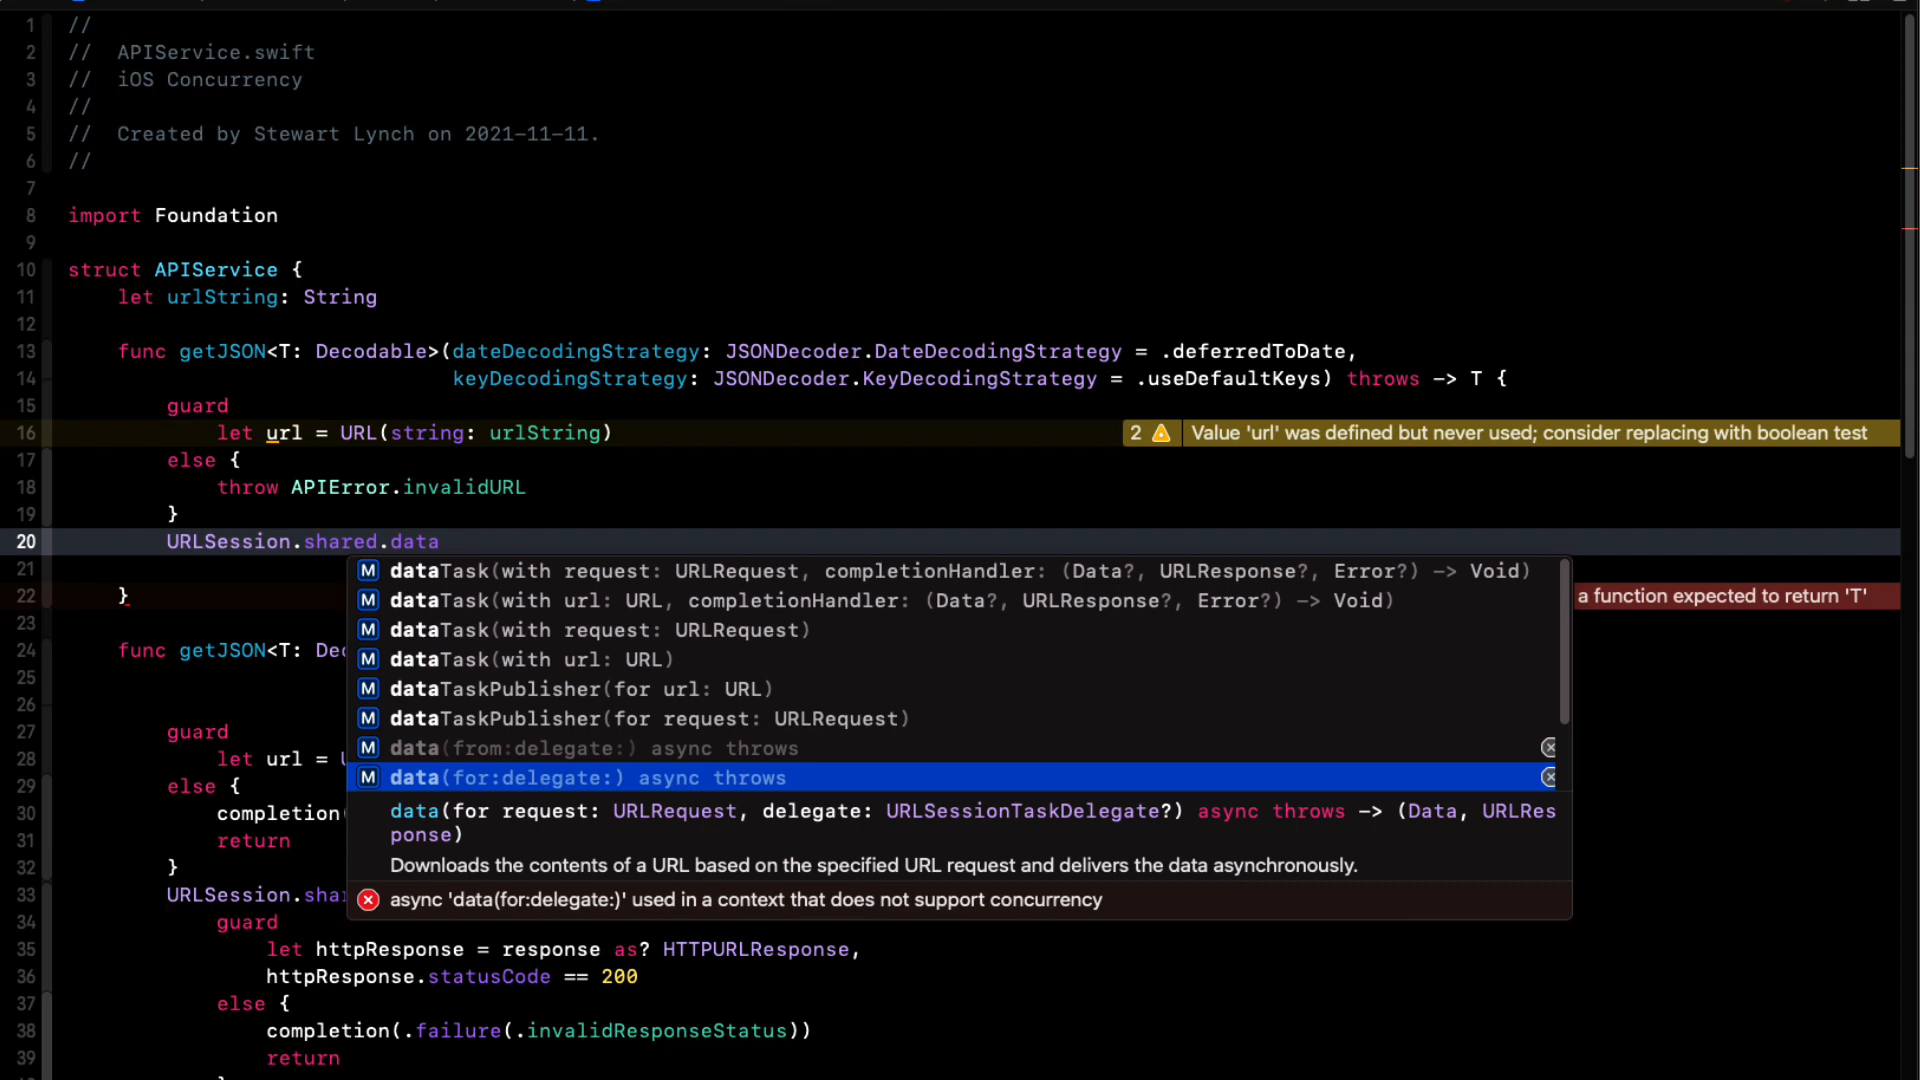 1 //
2 // APIService.swift
3 // iOS Concurrency
4 //
5 // Created by Stewart Lynch on 2021-11-11.
6 //
7
8 import Foundation
9
10 struct APIService {
11 let urlString: String
12
13 func getJSON<T: Decodable>(dateDecodingStrategy: JSONDecoder.DateDecodingStrategy = .deferredToDate,
14 keyDecodingStrategy: JSONDecoder.KeyDecodingStrategy = .useDefaultKeys) throws -> T {
15 guard
16 let url = URL(string: urlString) 2 Value 'url' was defined but never used; consider replacing with boolean test
17 else {
18 throw APIError.invalidURL
19 }
20 URLSession.shared.data
21
M dataTask(with request: URLRequest, completionHandler: (Data?, URLResponse?, Error?) -> Void)
22 } a function expected to return 'T'
M dataTask(with url: URL, completionHandler: (Data?, URLResponse?, Error?) -> Void)
23
M dataTask(with request: URLRequest)
24 func getJSON<T: Dec
M dataTask(with url: URL)
25
M dataTaskPublisher(for url: URL)
26
M dataTaskPublisher(for request: URLRequest)
27 guard
M data(from:delegate:) async throws
28 let url =
M data(for:delegate:) async throws
29 else {
data(for request: URLRequest, delegate: URLSessionTaskDelegate?) async throws -> (Data, URLRes
30 completion(
ponse)
31 return
Downloads the contents of a URL based on the specified URL request and delivers the data asynchronously.
32 }
33 URLSession.shar
async 'data(for:delegate:)' used in a context that does not support concurrency
34 guard
35 let httpResponse = response as? HTTPURLResponse,
36 httpResponse.statusCode == 200
37 else {
38 completion(.failure(.invalidResponseStatus))
39 return